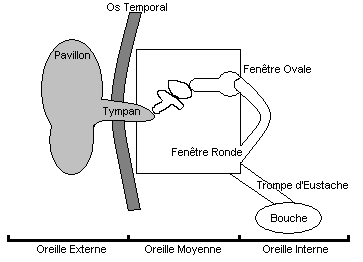 Os Temporal
Pavillon
Fenêtre Ovale
Tympan
Fenêtre Ronde
Trompe d'Eustache
Bouche
Oreille Externe
Oreille Moyenne
Oreille Interne